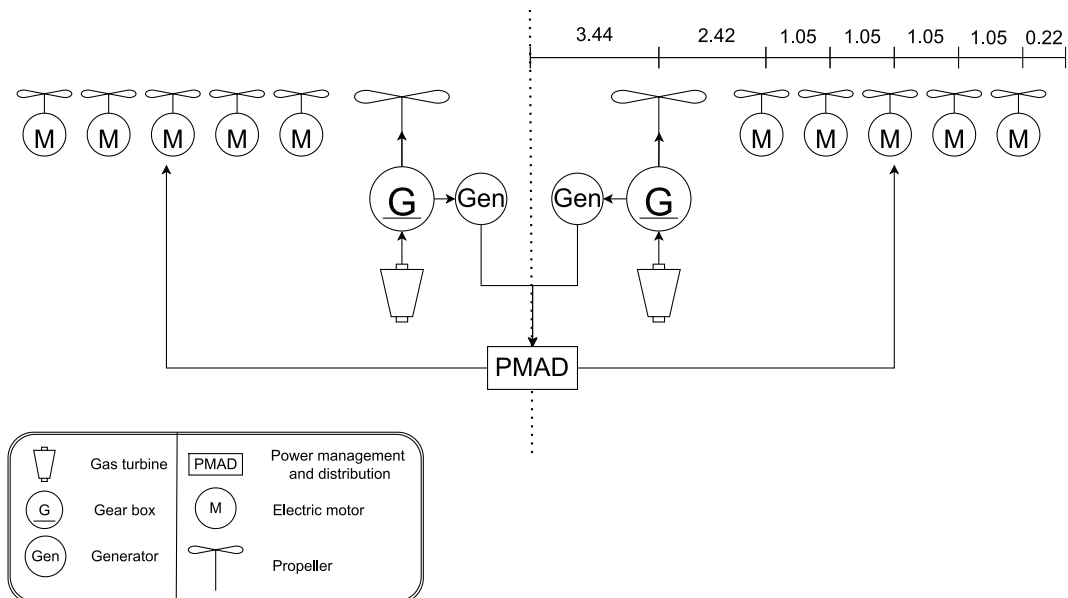 3.44 2.42 1.05 1.05 1.05 1.05 0.22
M M M M M M M M M M
G Gen Gen G
PMAD
Gas turbine PMAD Power management
and distribution
G Gear box M Electric motor
Gen Generator Propeller